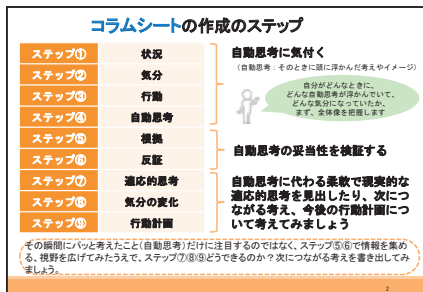 コラムシートの作成のステップ
ステップ① 状況
ステップ② 気分
ステップ③ 行動
ステップ④ 自動思考
ステップ⑤ 根拠
ステップ⑥ 反証
ステップ⑦ 適応的思考
ステップ⑧ 気分の変化
ステップ⑨ 行動計画
自動思考に気付く
（自動思考：そのときに頭に浮かんだ考えやイメージ）
自分がどんなときに、
どんな自動思考が浮かんでいて、
どんな気分になっていたか、
まず、全体像を把握します
自動思考の妥当性を検証する
自動思考に代わる柔軟で現実的な
適応的思考を見出したり、次につ
ながる考え、今後の行動計画につ
いて考えてみましょう
その瞬間にパッと考えたこと(自動思考)だけに注目するのではなく、ステップ⑤⑥で情報を集め
る、視野を広げてみたうえで、ステップ⑦⑧⑨どうできるのか？次につながる考えを書き出してみ
ましょう。
2